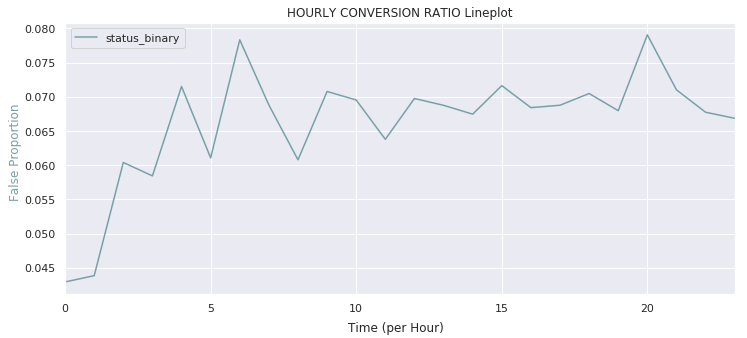 HOURLY CONVERSION RATIO Lineplot
status_binary
False Proportion
0.080
0.075
0.070
0.065
0.060
0.055
0.050
0.045
0 5 10 15 20
Time (per Hour)